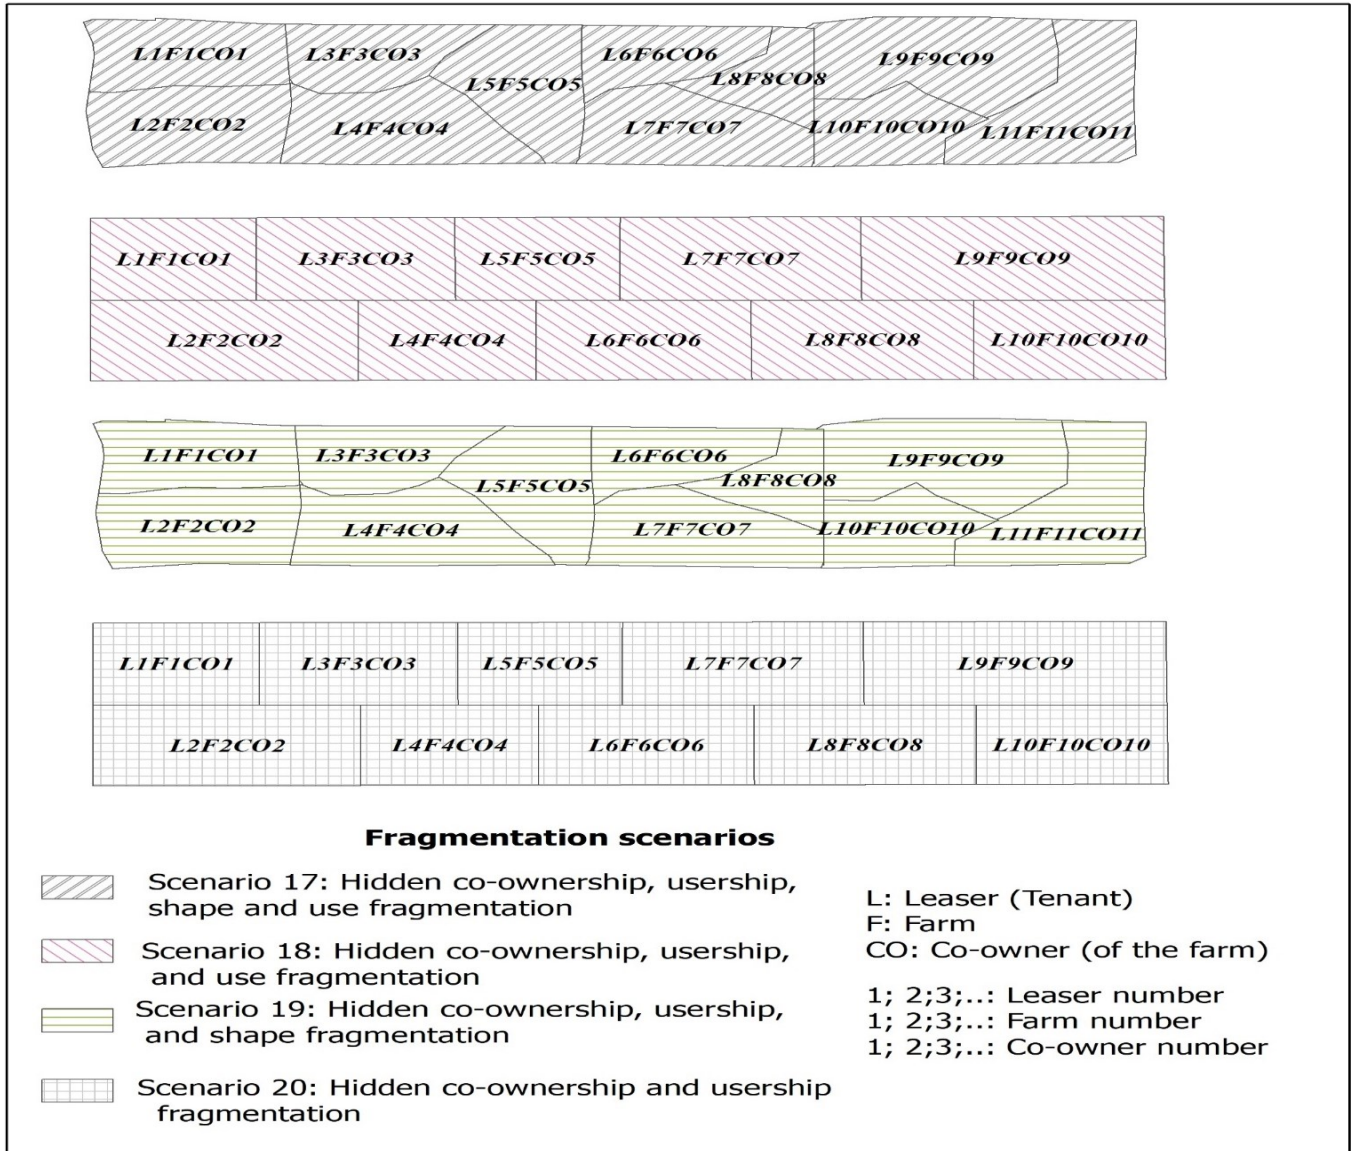 L1F1CO1 L3F3CO3 L5F5CO5 L6F6CO6 L8F8CO8 L9F9CO9
L2F2CO2 L4F4CO4 L7F7CO7 L10F10CO10 L11F11CO11
L1F1CO1 L3F3CO3 L5F5CO5 L7F7CO7 L9F9CO9
L2F2CO2 L4F4CO4 L6F6CO6 L8F8CO8 L10F10CO10
L1F1CO1 L3F3CO3 L5F5CO5 L6F6CO6 L8F8CO8 L9F9CO9
L2F2CO2 L4F4CO4 L7F7CO7 L10F10CO10 L11F11CO11
L1F1CO1 L3F3CO3 L5F5CO5 L7F7CO7 L9F9CO9
L2F2CO2 L4F4CO4 L6F6CO6 L8F8CO8 L10F10CO10
Fragmentation scenarios
Scenario 17: Hidden co-ownership, usership,
shape and use fragmentation
Scenario 18: Hidden co-ownership, usership,
and use fragmentation
Scenario 19: Hidden co-ownership, usership,
and shape fragmentation
Scenario 20: Hidden co-ownership and usership
fragmentation
L: Leaser (Tenant)
F: Farm
CO: Co-owner (of the farm)
1; 2;3;..: Leaser number
1; 2;3;..: Farm number
1; 2;3;..: Co-owner number